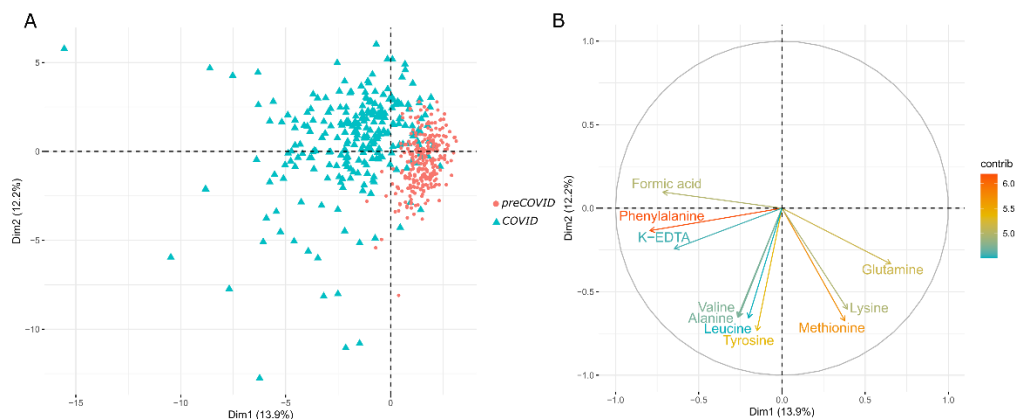 A
5
0
−5
−10
Dim2 (12.2%)
−15
−10
−5
0
Dim1 (13.9%)
preCOVID
COVID
B
1.0
0.5
0.0
−0.5
−1.0
Dim2 (12.2%)
Formic acid
Phenylalanine
K−EDTA
Glutamine
Valine
Lysine
Alanine
Leucine
Methionine
Tyrosine
−1.0
−0.5
0.0
0.5
1.0
Dim1 (13.9%)
contrib
6.0
5.5
5.0